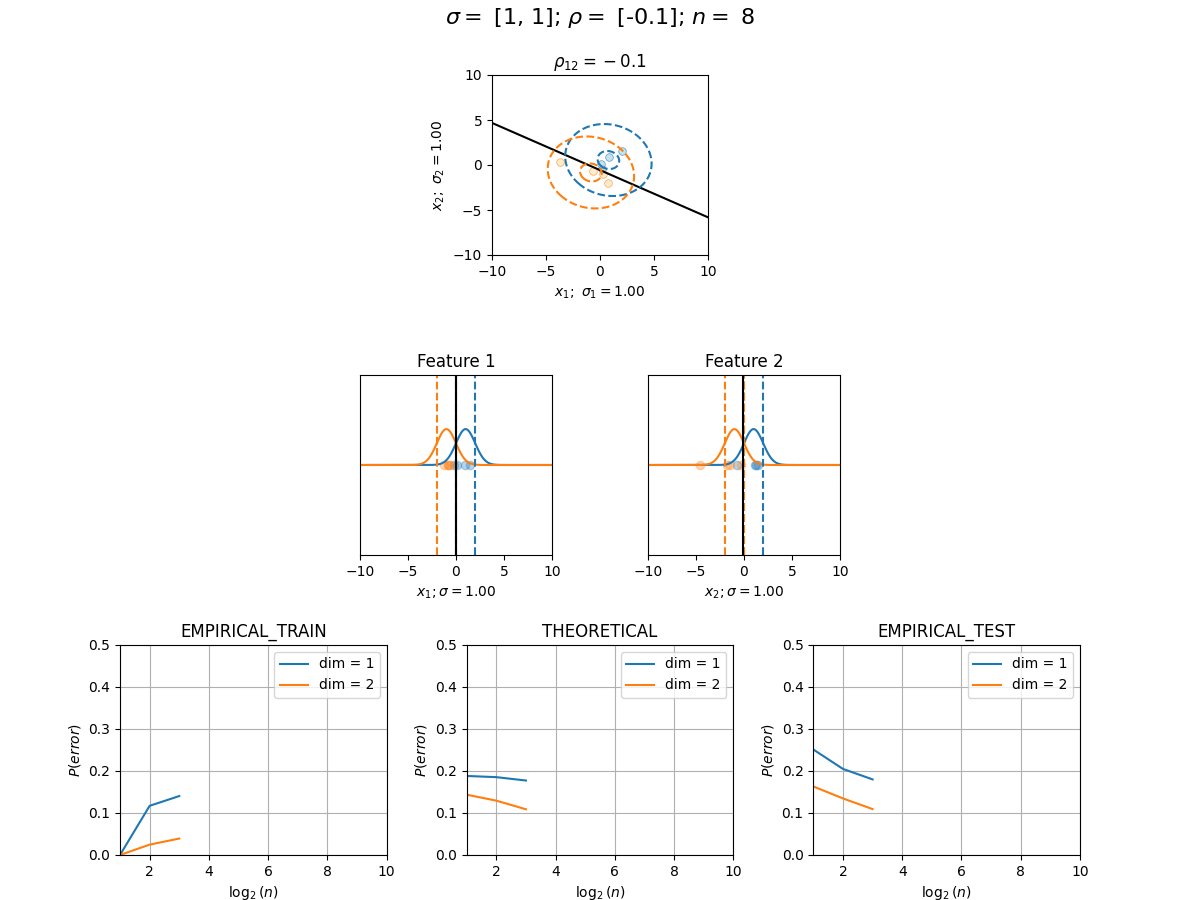 σ = [1, 1]; ρ = [-0.1]; n = 8
ρ₁₂ = −0.1
10
5
0
−5
−10
x₂; σ₂ = 1.00
−10 −5 0 5 10
x₁; σ₁ = 1.00
Feature 1
−10 −5 0 5 10
x₁; σ = 1.00
Feature 2
−10 −5 0 5 10
x₂; σ = 1.00
EMPIRICAL_TRAIN
0.5
0.4
0.3
0.2
0.1
0.0
P(error)
dim = 1
dim = 2
2 4 6 8 10
log₂(n)
THEORETICAL
0.5
0.4
0.3
0.2
0.1
0.0
P(error)
dim = 1
dim = 2
2 4 6 8 10
log₂(n)
EMPIRICAL_TEST
0.5
0.4
0.3
0.2
0.1
0.0
P(error)
dim = 1
dim = 2
2 4 6 8 10
log₂(n)